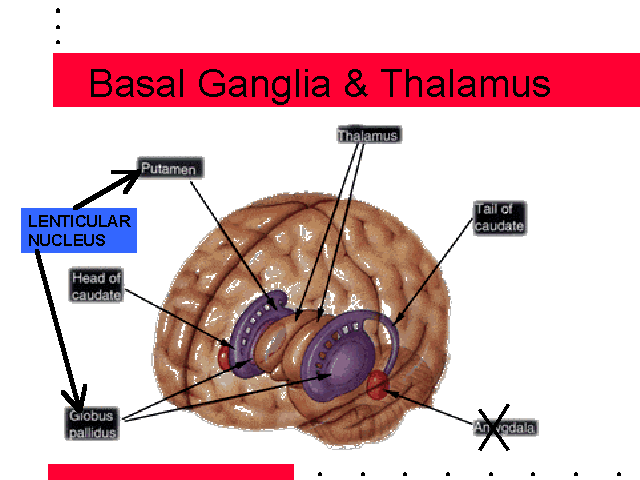 Basal Ganglia & Thalamus
Thalamus
Putamen
Tail of
caudate
LENTICULAR
NUCLEUS
Head of
caudate
Globus
pallidus
Amygdala